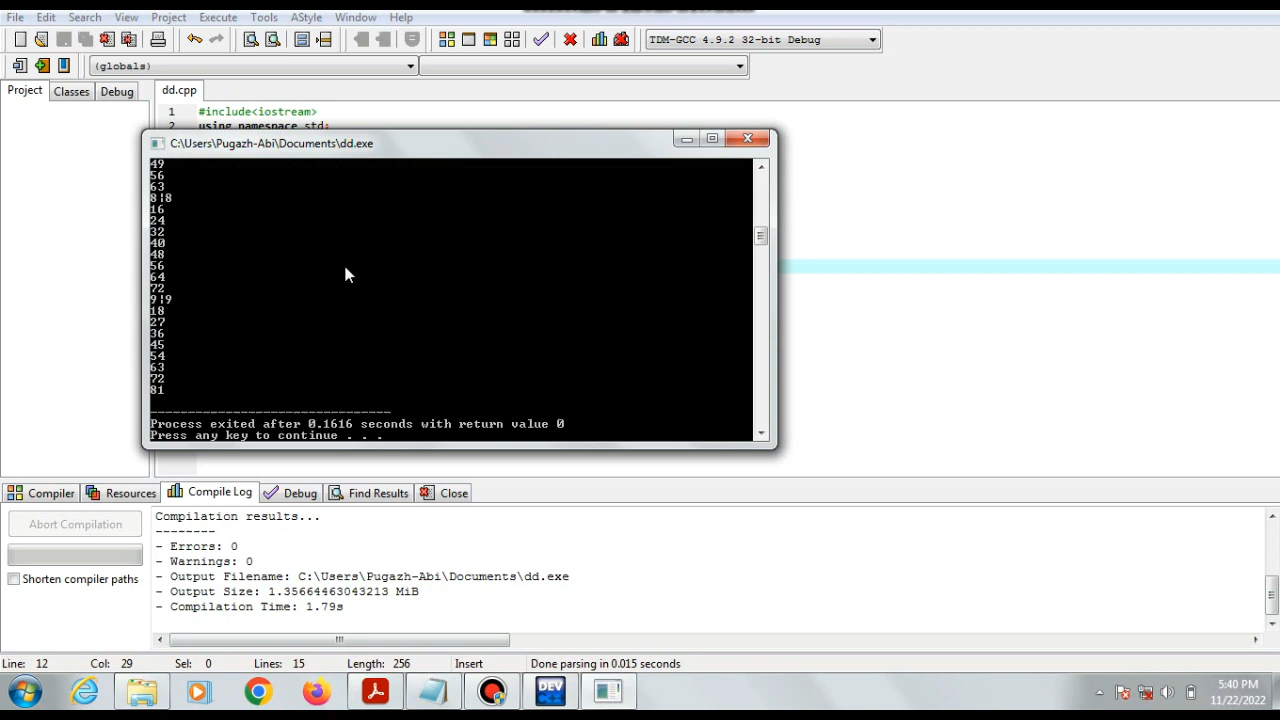 File Edit Search View Project Execute Tools AStyle Window Help
TDM-GCC 4.9.2 32-bit Debug
(globals)
Project Classes Debug dd.cpp
1 #include<iostream>
2 using namespace std;
C:\Users\Pugazh-Abi\Documents\dd.exe
49
56
63
8¦8
16
24
32
40
48
56
64
72
9¦9
18
27
36
45
54
63
72
81
--------------------------------
Process exited after 0.1616 seconds with return value 0
Press any key to continue . . .
Compiler Resources Compile Log Debug Find Results Close
Abort Compilation
Shorten compiler paths
Compilation results...
--------
- Errors: 0
- Warnings: 0
- Output Filename: C:\Users\Pugazh-Abi\Documents\dd.exe
- Output Size: 1.35664463043213 MiB
- Compilation Time: 1.79s
Line: 12 Col: 29 Sel: 0 Lines: 15 Length: 256 Insert Done parsing in 0.015 seconds
DEV
5:40 PM
11/22/2022